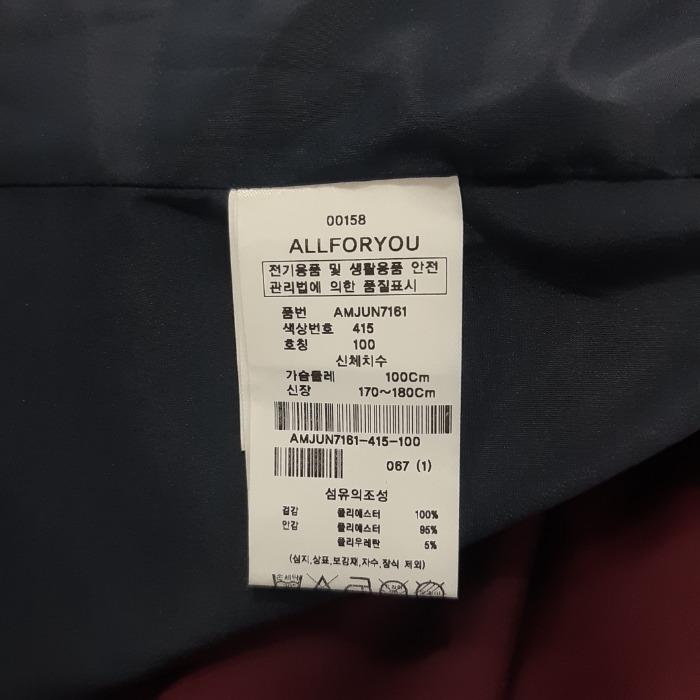 00158
ALLFORYOU
전기용품 및 생활용품 안전
관리법에 의한 품질표시
품번 AMJUN7161
색상번호 415
호칭 100
신체치수
가슴둘레 100Cm
신장 170~180Cm
AMJUN7161-415-100
067 (1)
섬유의조성
겉감 폴리에스터 100%
안감 폴리에스터 95%
폴리우레탄 5%
(심지,상표,보강재,자수,장식 제외)
손세탁